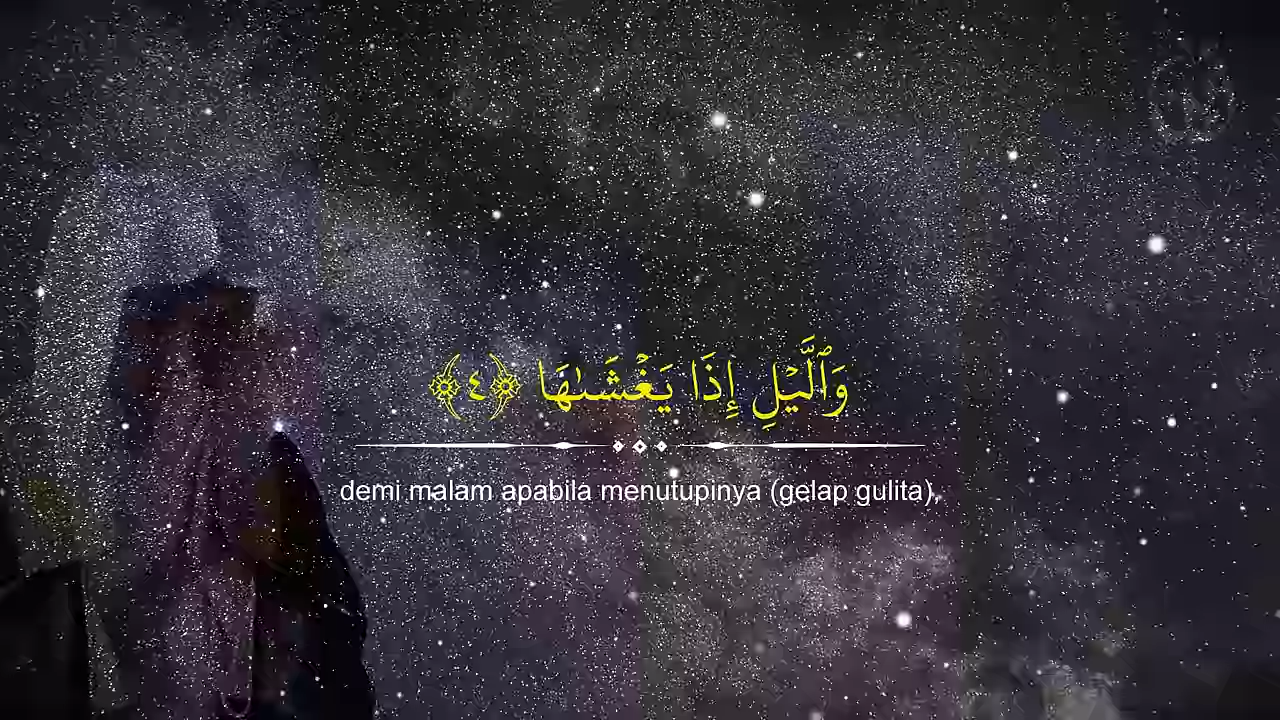 وَٱلَّيْلِ إِذَا يَغْشَىٰهَا ﴿٤﴾
demi malam apabila menutupinya (gelap gulita),